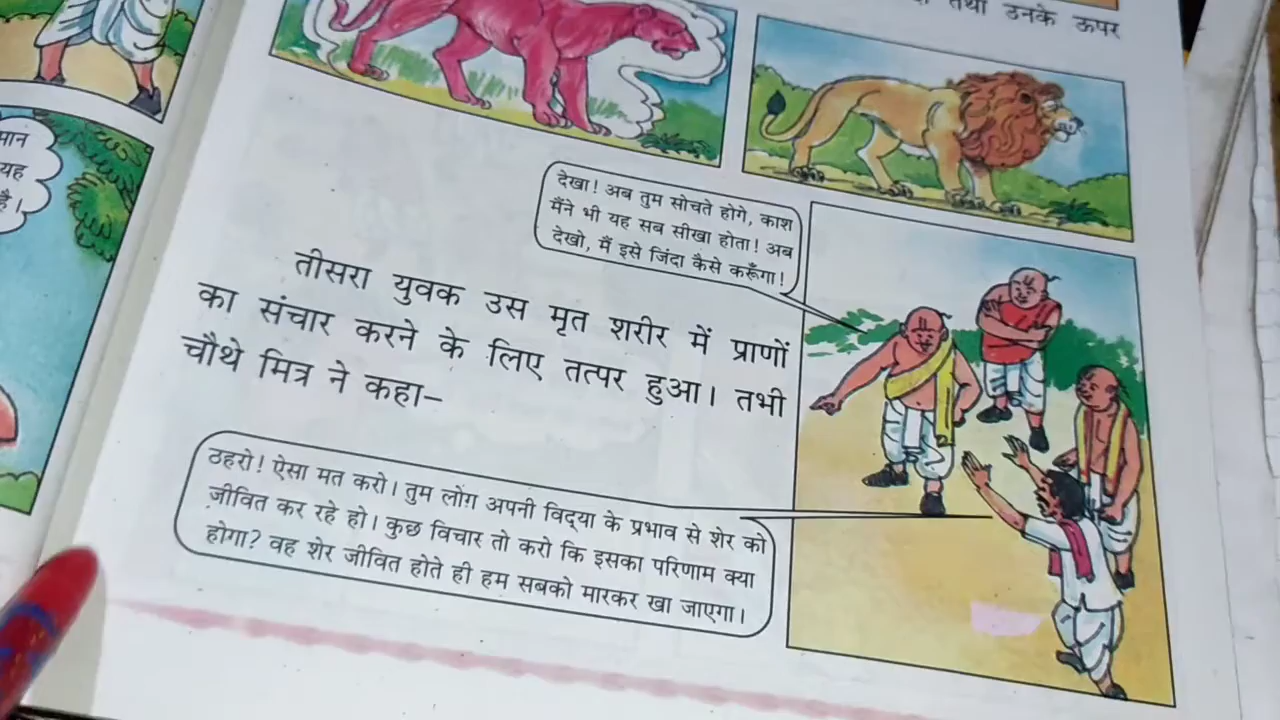 तथा उनके ऊपर
मान
यह
है।
देखा! अब तुम सोचते होगे, काश
मैंने भी यह सब सीखा होता! अब
देखो, मैं इसे जिंदा कैसे करूँगा!
तीसरा युवक उस मृत शरीर में प्राणों
का संचार करने के लिए तत्पर हुआ। तभी
चौथे मित्र ने कहा–
ठहरो! ऐसा मत करो। तुम लोग अपनी विद्या के प्रभाव से शेर को
जीवित कर रहे हो। कुछ विचार तो करो कि इसका परिणाम क्या
होगा? वह शेर जीवित होते ही हम सबको मारकर खा जाएगा।